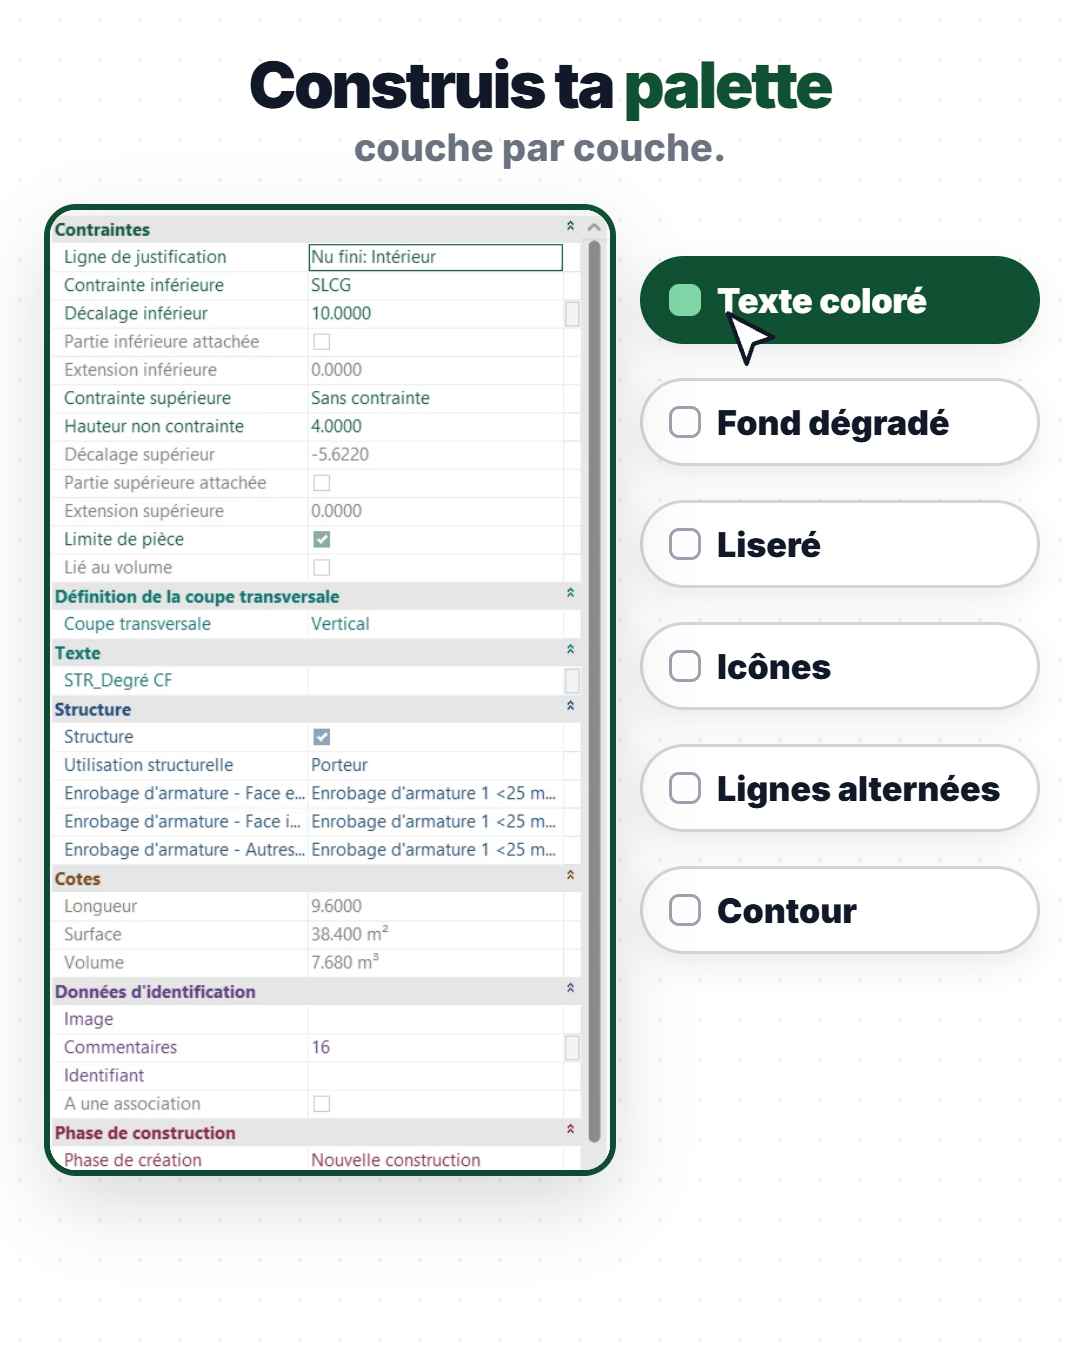 Construis ta palette
couche par couche.
Contraintes
Ligne de justification Nu fini: Intérieur
Contrainte inférieure SLCG
Décalage inférieur 10.0000
Partie inférieure attachée
Extension inférieure 0.0000
Contrainte supérieure Sans contrainte
Hauteur non contrainte 4.0000
Décalage supérieur -5.6220
Partie supérieure attachée
Extension supérieure 0.0000
Limite de pièce
Lié au volume
Définition de la coupe transversale
Coupe transversale Vertical
Texte
STR_Degré CF
Structure
Structure
Utilisation structurelle Porteur
Enrobage d'armature - Face e... Enrobage d'armature 1 <25 m...
Enrobage d'armature - Face i... Enrobage d'armature 1 <25 m...
Enrobage d'armature - Autres... Enrobage d'armature 1 <25 m...
Cotes
Longueur 9.6000
Surface 38.400 m²
Volume 7.680 m³
Données d'identification
Image
Commentaires 16
Identifiant
A une association
Phase de construction
Phase de création Nouvelle construction
Texte coloré
Fond dégradé
Liseré
Icônes
Lignes alternées
Contour